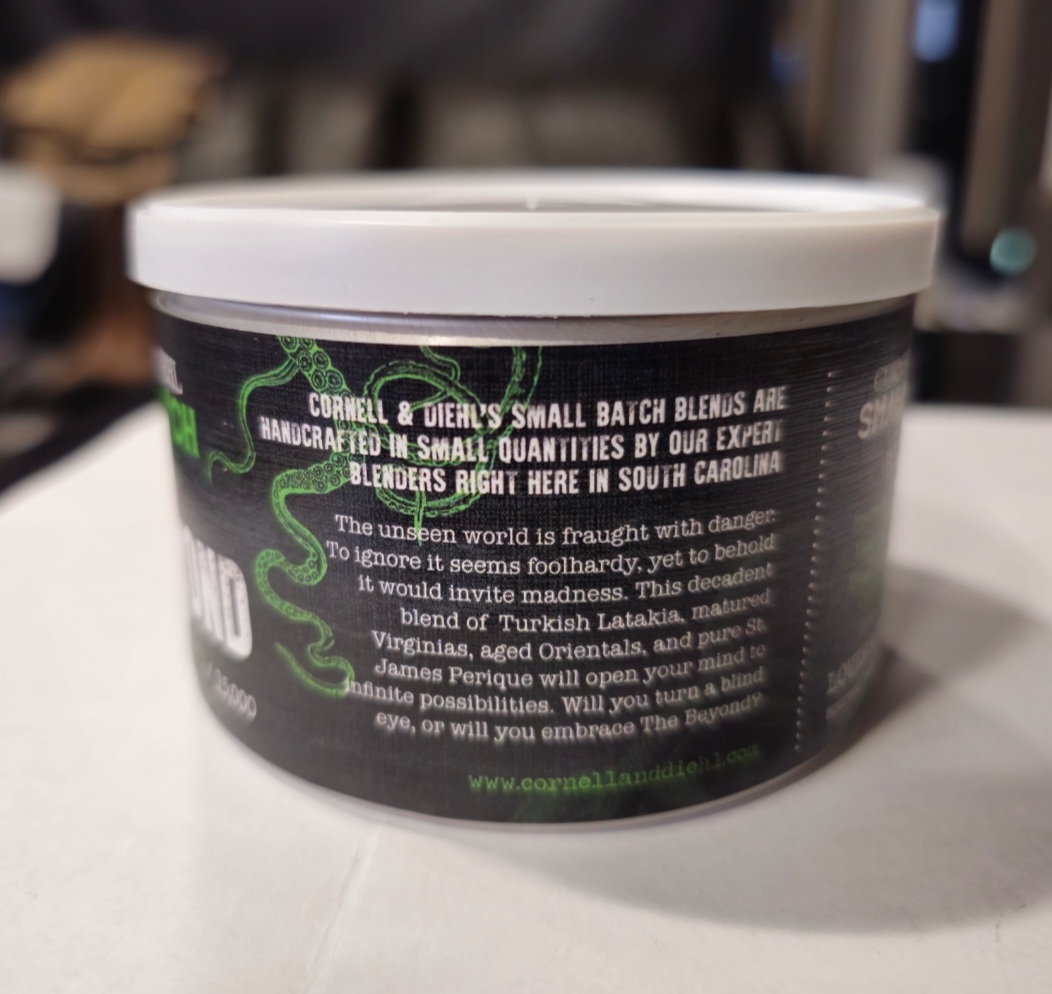 CORNELL & DIEHL'S SMALL BATCH BLENDS ARE
HANDCRAFTED IN SMALL QUANTITIES BY OUR EXPERT
BLENDERS RIGHT HERE IN SOUTH CAROLINA
The unseen world is fraught with danger.
To ignore it seems foolhardy, yet to behold
it would invite madness. This decadent
blend of Turkish Latakia, matured
Virginias, aged Orientals, and pure St.
James Perique will open your mind to
infinite possibilities. Will you turn a blind
eye, or will you embrace The Beyond?
www.cornellanddiehl.com
OND
/ 15,000